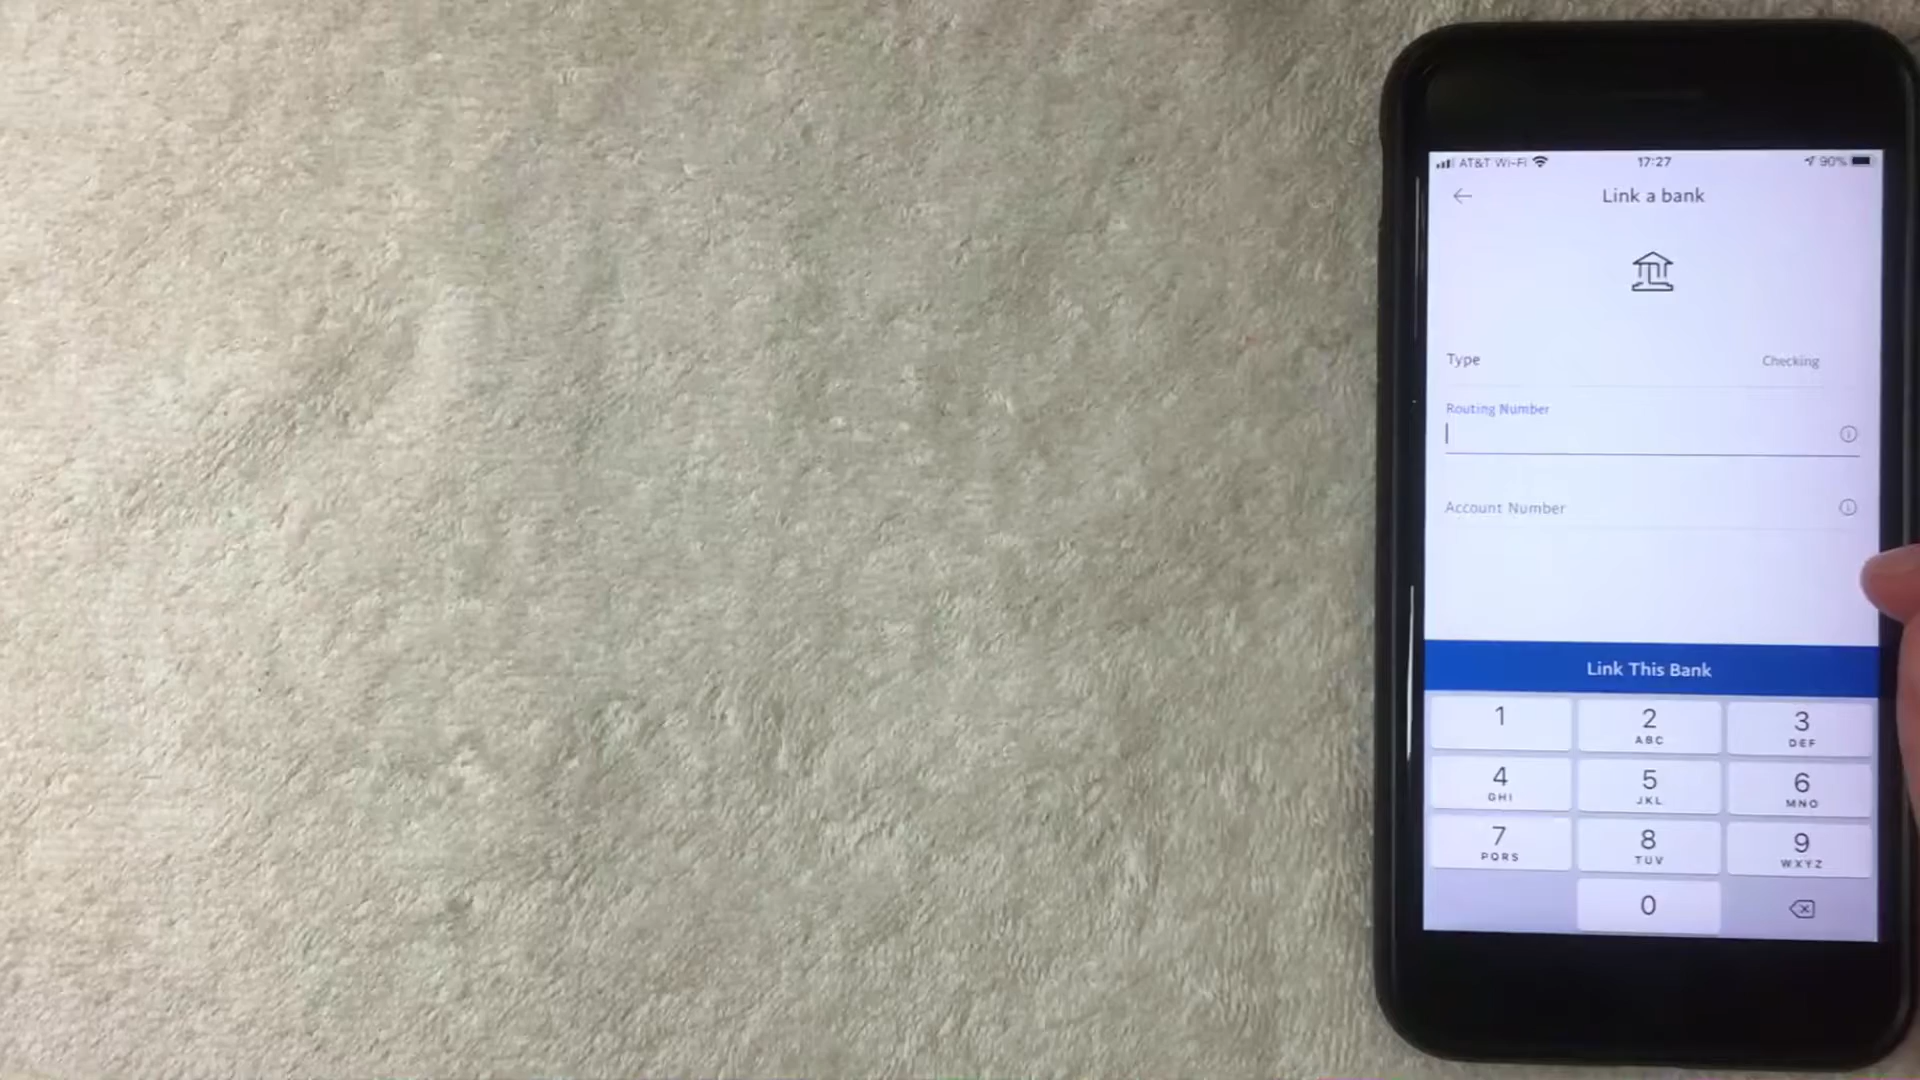 AT&T Wi-Fi 17:27 90%
Link a bank
Type Checking
Routing Number
Account Number
Link This Bank
1 2 3
ABC DEF
4 5 6
GHI JKL MNO
7 8 9
PQRS TUV WXYZ
0